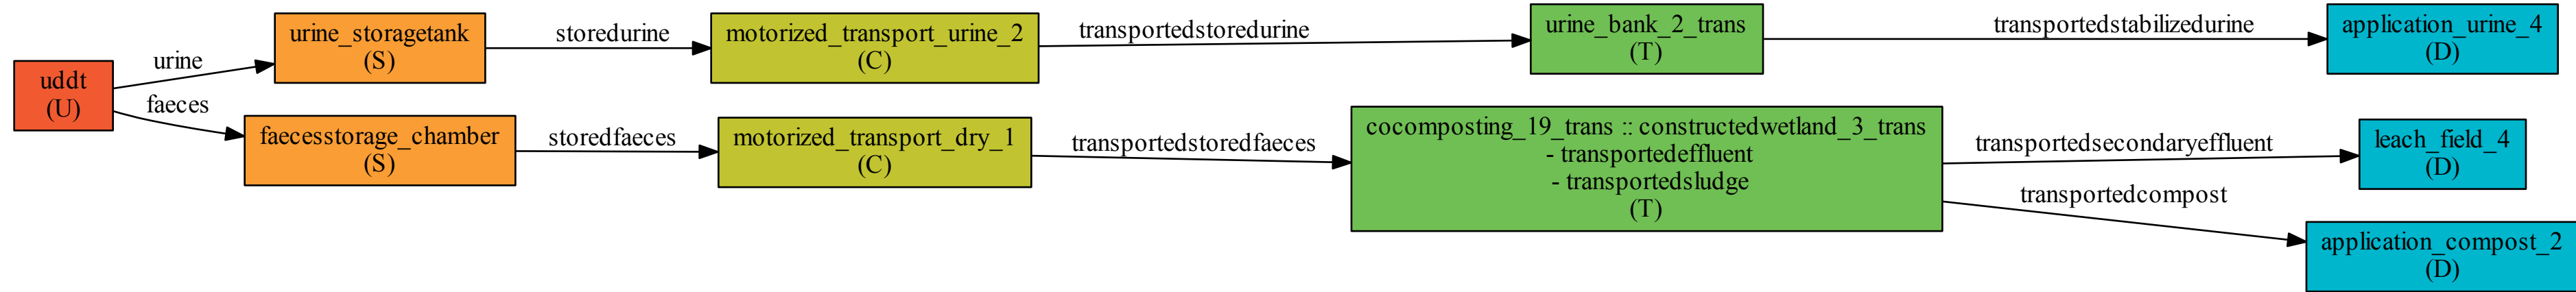 uddt
(U)
urine
faeces
urine_storagetank
(S)
faecesstorage_chamber
(S)
storedurine
storedfaeces
motorized_transport_urine_2
(C)
motorized_transport_dry_1
(C)
transportedstoredurine
transportedstoredfaeces
urine_bank_2_trans
(T)
cocomposting_19_trans :: constructedwetland_3_trans
- transportedeffluent
- transportedsludge
(T)
transportedstabilizedurine
transportedsecondaryeffluent
transportedcompost
application_urine_4
(D)
leach_field_4
(D)
application_compost_2
(D)